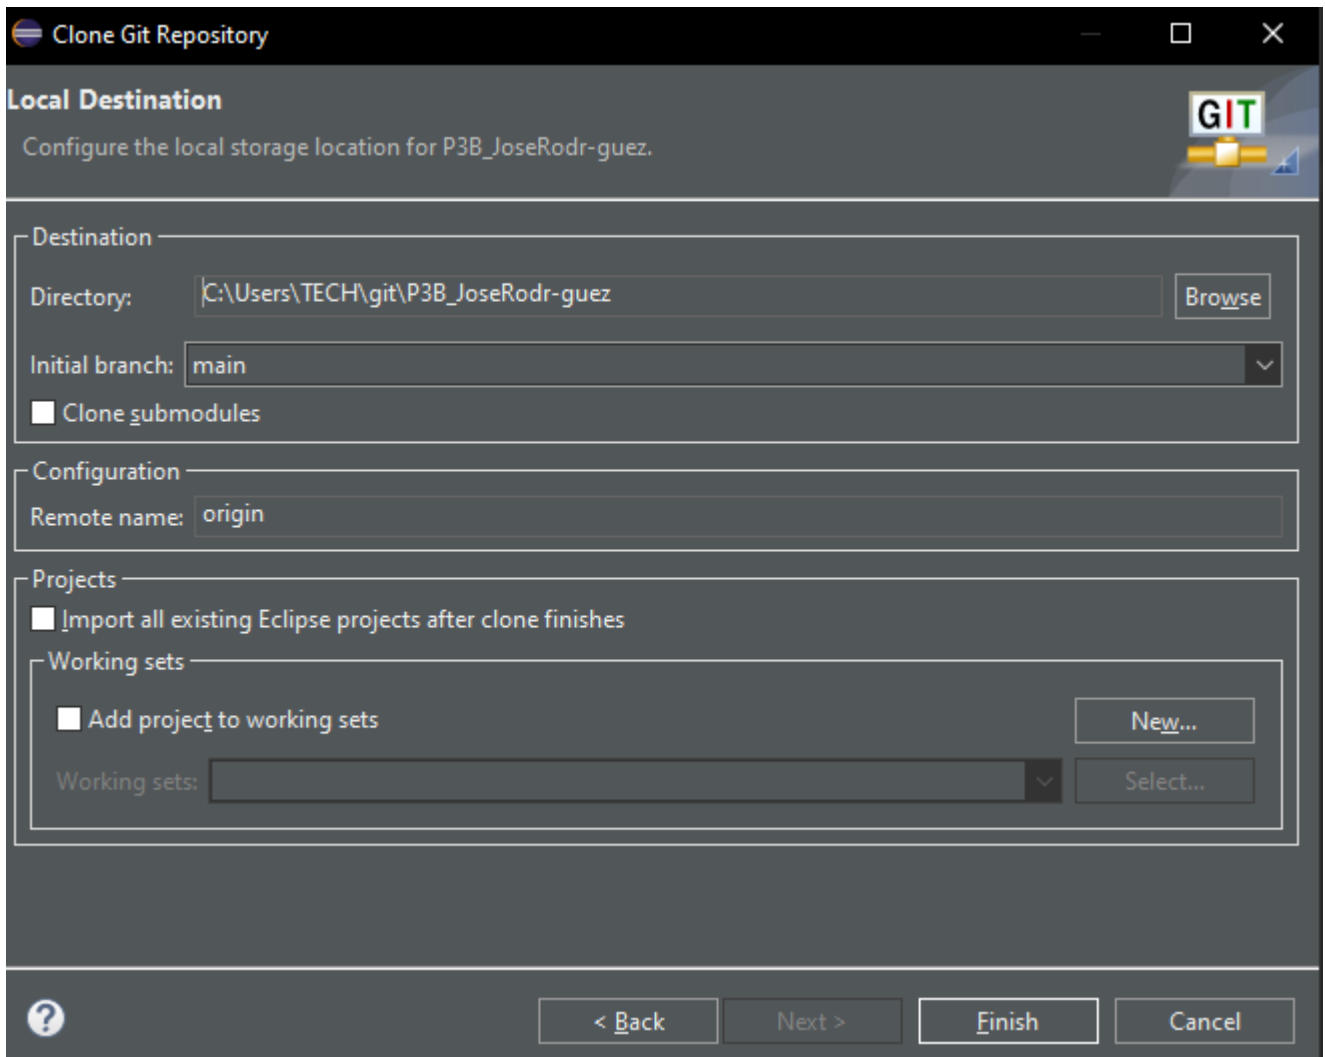 Clone Git Repository
Local Destination
Configure the local storage location for P3B_JoseRodr-guez.
GIT
Destination
Directory: C:\Users\TECH\git\P3B_JoseRodr-guez Browse
Initial branch: main
Clone submodules
Configuration
Remote name: origin
Projects
Import all existing Eclipse projects after clone finishes
Working sets
Add project to working sets New...
Working sets: Select...
? < Back Next > Finish Cancel